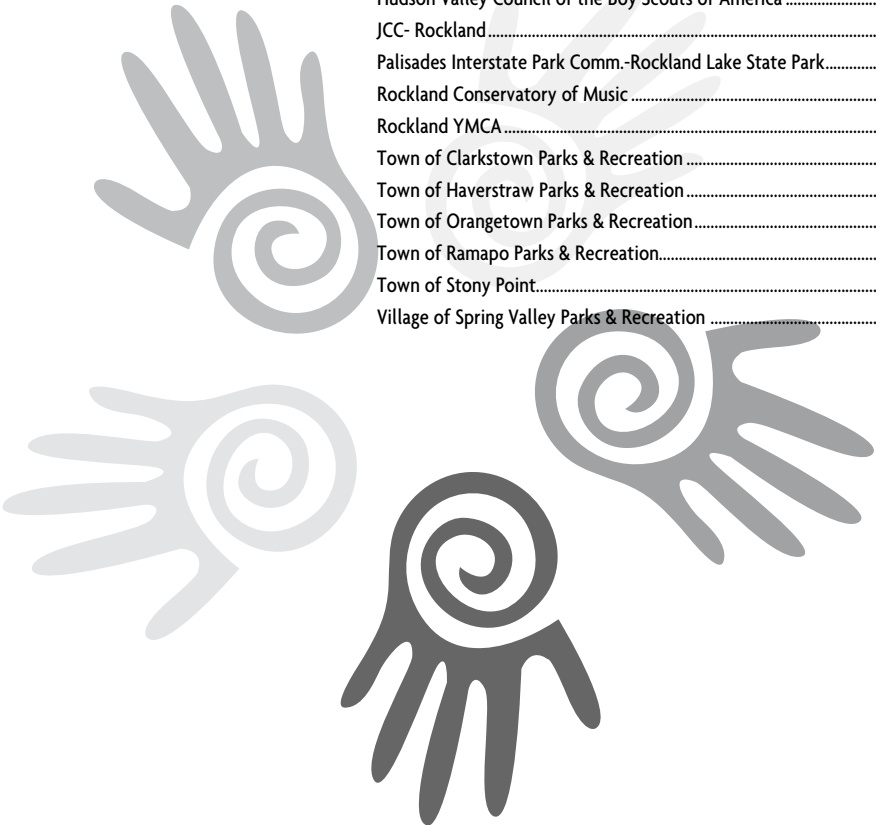 Hudson Valley Council of the Boy Scouts of America ......................
JCC- Rockland.....................................................................................................
Palisades Interstate Park Comm.-Rockland Lake State Park.............
Rockland Conservatory of Music ................................................................
Rockland YMCA .................................................................................................
Town of Clarkstown Parks & Recreation ..................................................
Town of Haverstraw Parks & Recreation..................................................
Town of Orangetown Parks & Recreation................................................
Town of Ramapo Parks & Recreation........................................................
Town of Stony Point.........................................................................................
Village of Spring Valley Parks & Recreation ...........................................